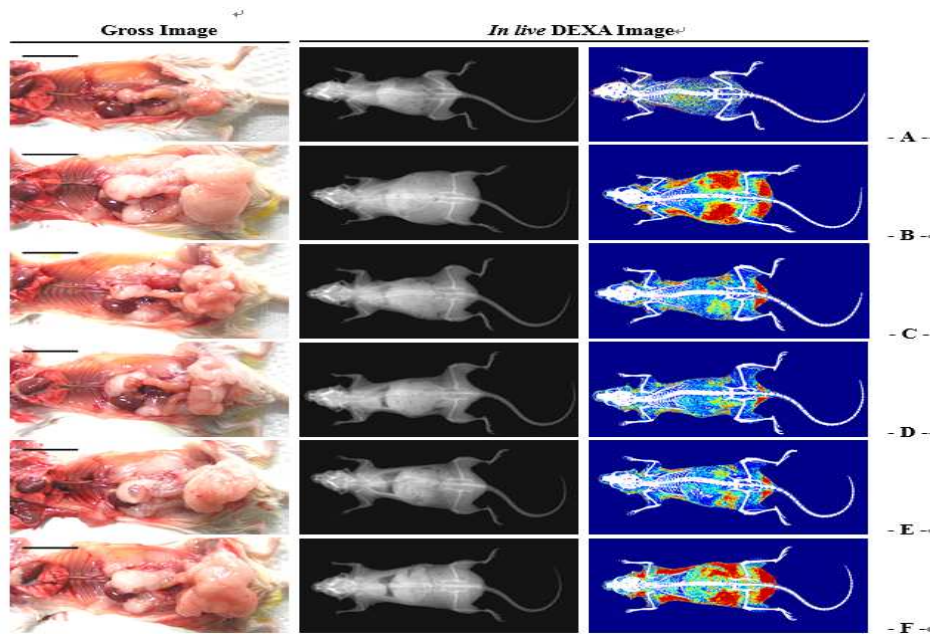 Gross Image
In live DEXA Image
- A -
- B -
- C -
- D -
- E -
- F -